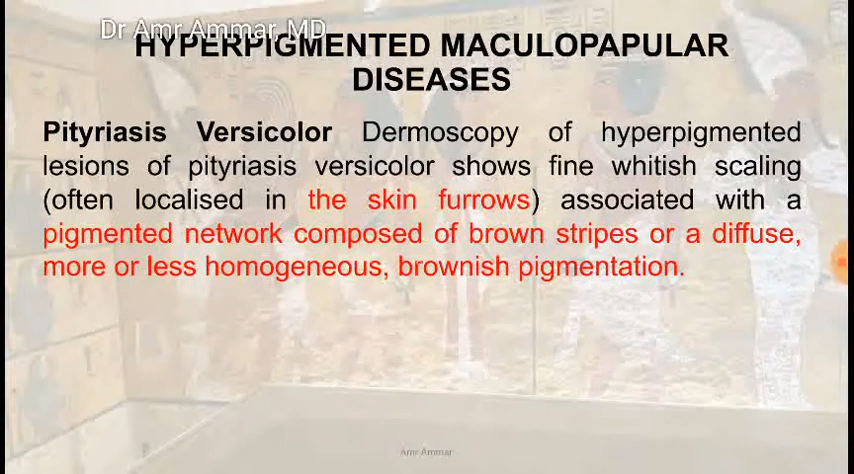 Dr Amr Ammar, MD
HYPERPIGMENTED MACULOPAPULAR
DISEASES
Pityriasis Versicolor Dermoscopy of hyperpigmented
lesions of pityriasis versicolor shows fine whitish scaling
(often localised in the skin furrows) associated with a
pigmented network composed of brown stripes or a diffuse,
more or less homogeneous, brownish pigmentation.
Amr Ammar